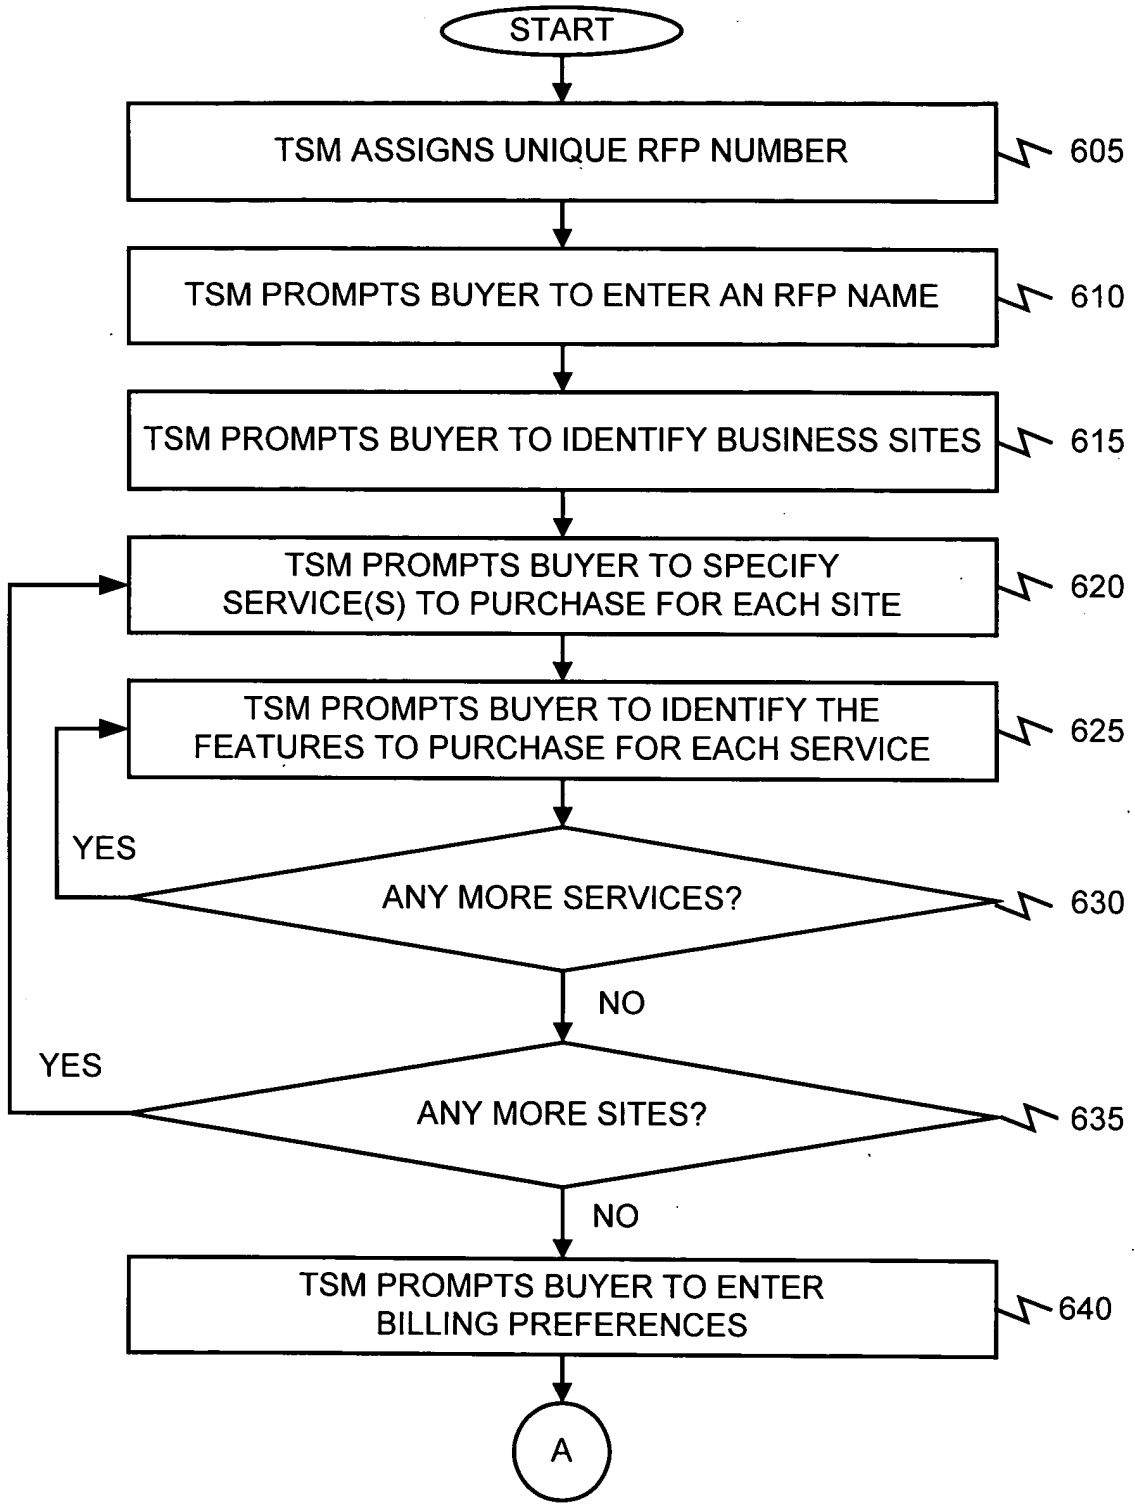 START
TSM ASSIGNS UNIQUE RFP NUMBER
605
TSM PROMPTS BUYER TO ENTER AN RFP NAME
610
TSM PROMPTS BUYER TO IDENTIFY BUSINESS SITES
615
TSM PROMPTS BUYER TO SPECIFY
SERVICE(S) TO PURCHASE FOR EACH SITE
620
TSM PROMPTS BUYER TO IDENTIFY THE
FEATURES TO PURCHASE FOR EACH SERVICE
625
YES
ANY MORE SERVICES?
630
NO
YES
ANY MORE SITES?
635
NO
TSM PROMPTS BUYER TO ENTER
BILLING PREFERENCES
640
A